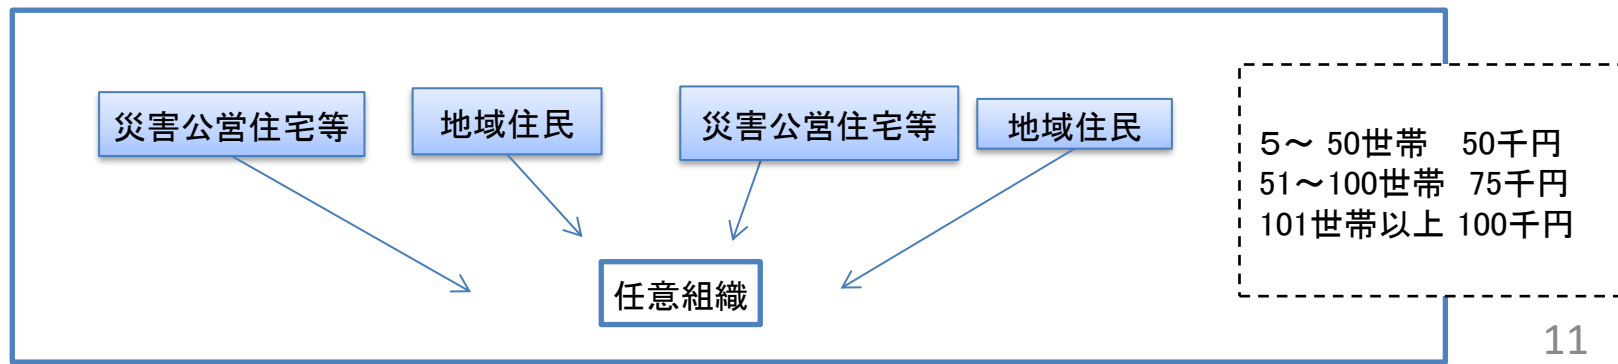 災害公営住宅等
地域住民
災害公営住宅等
地域住民
任意組織
５～ 50世帯　50千円
51～100世帯　75千円
101世帯以上 100千円
11